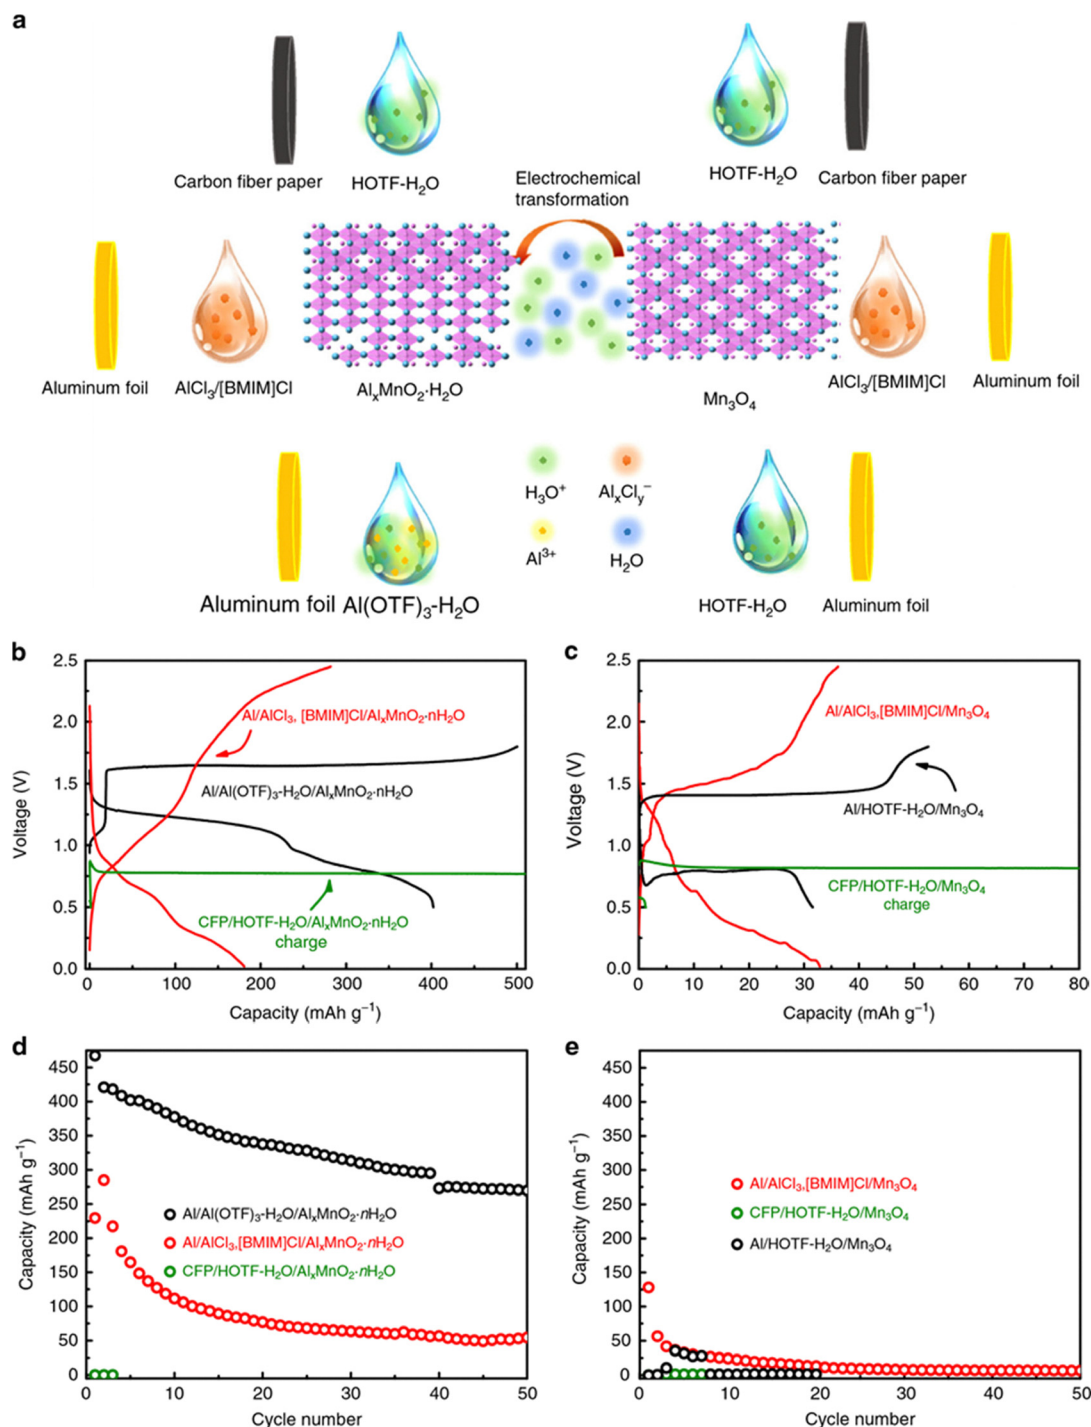 a
Carbon fiber paper
HOTF-H₂O
HOTF-H₂O
Carbon fiber paper
Electrochemical
transformation
Aluminum foil
AlCl₃/[BMIM]Cl
AlₓMnO₂·H₂O
Mn₃O₄
AlCl₃/[BMIM]Cl
Aluminum foil
H₃O⁺
AlₓClᵧ⁻
Al³⁺
H₂O
Aluminum foil
Al(OTF)₃-H₂O
HOTF-H₂O
Aluminum foil
b
2.5
2.0
1.5
1.0
0.5
0.0
Voltage (V)
Al/AlCl₃, [BMIM]Cl/AlₓMnO₂·nH₂O
Al/Al(OTF)₃-H₂O/AlₓMnO₂·nH₂O
CFP/HOTF-H₂O/AlₓMnO₂·nH₂O
charge
0 100 200 300 400 500
Capacity (mAh g⁻¹)
c
2.5
2.0
1.5
1.0
0.5
0.0
Voltage (V)
Al/AlCl₃,[BMIM]Cl/Mn₃O₄
Al/HOTF-H₂O/Mn₃O₄
CFP/HOTF-H₂O/Mn₃O₄
charge
0 10 20 30 40 50 60 70 80
Capacity (mAh g⁻¹)
d
450
400
350
300
250
200
150
100
50
0
Capacity (mAh g⁻¹)
Al/Al(OTF)₃-H₂O/AlₓMnO₂·nH₂O
Al/AlCl₃,[BMIM]Cl/AlₓMnO₂·nH₂O
CFP/HOTF-H₂O/AlₓMnO₂·nH₂O
0 10 20 30 40 50
Cycle number
e
450
400
350
300
250
200
150
100
50
0
Capacity (mAh g⁻¹)
Al/AlCl₃,[BMIM]Cl/Mn₃O₄
CFP/HOTF-H₂O/Mn₃O₄
Al/HOTF-H₂O/Mn₃O₄
0 10 20 30 40 50
Cycle number